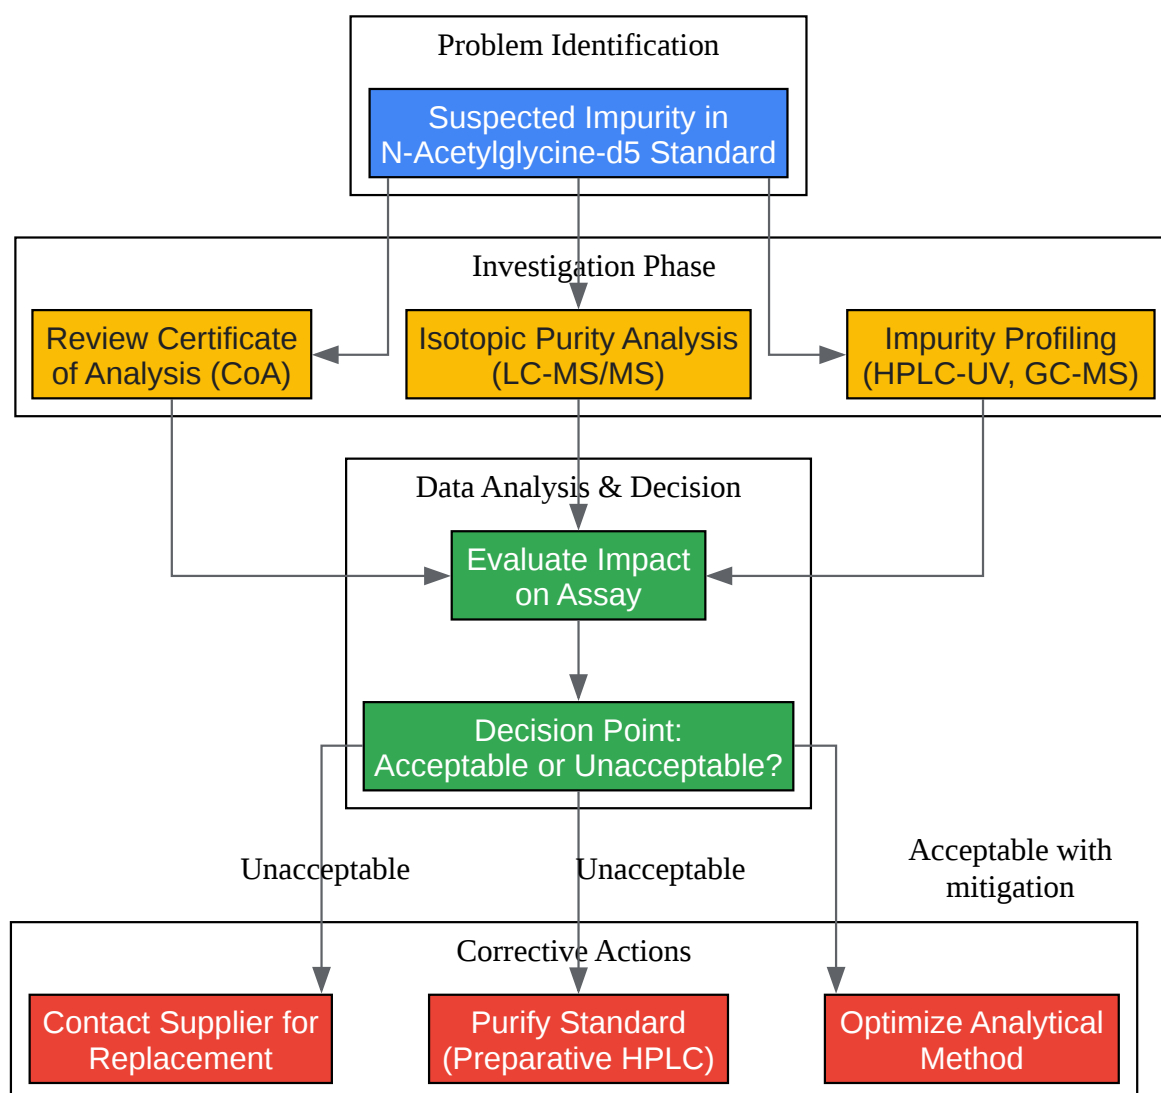 Problem Identification
Suspected Impurity in
N-Acetylglycine-d5 Standard
Investigation Phase
Review Certificate
of Analysis (CoA)
Isotopic Purity Analysis
(LC-MS/MS)
Impurity Profiling
(HPLC-UV, GC-MS)
Data Analysis & Decision
Evaluate Impact
on Assay
Decision Point:
Acceptable or Unacceptable?
Unacceptable
Unacceptable
Acceptable with
mitigation
Corrective Actions
Contact Supplier for
Replacement
Purify Standard
(Preparative HPLC)
Optimize Analytical
Method